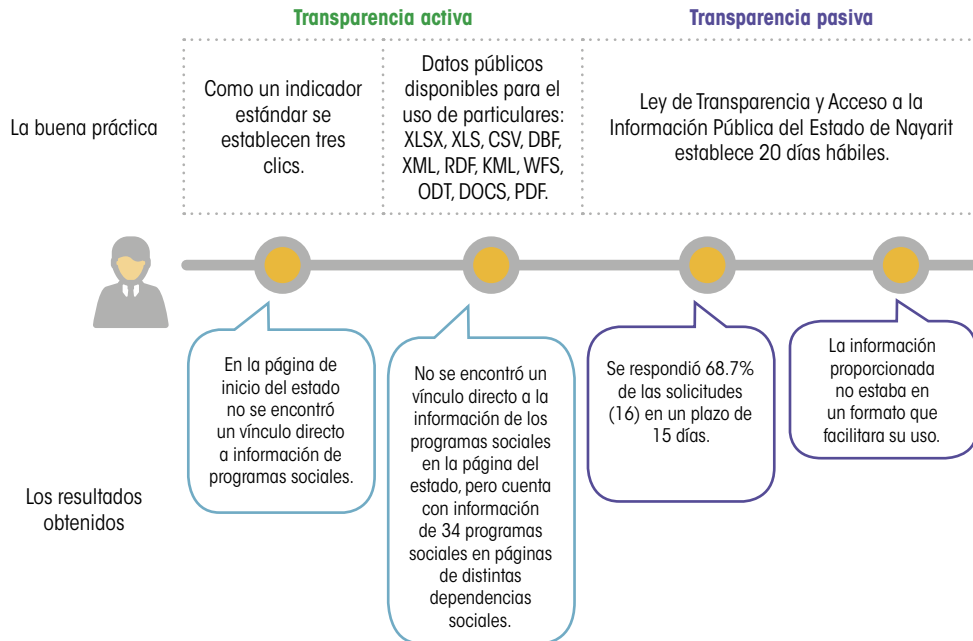 Transparencia activa
Transparencia pasiva
La buena práctica
Como un indicador
estándar se
establecen tres
clics.
Datos públicos
disponibles para el
uso de particulares:
XLSX, XLS, CSV, DBF,
XML, RDF, KML, WFS,
ODT, DOCS, PDF.
Ley de Transparencia y Acceso a la
Información Pública del Estado de Nayarit
establece 20 días hábiles.
Los resultados
obtenidos
En la página de
inicio del estado
no se encontró
un vínculo directo
a información de
programas sociales.
No se encontró un
vínculo directo a la
información de los
programas sociales
en la página del
estado, pero cuenta
con información
de 34 programas
sociales en páginas
de distintas
dependencias
sociales.
Se respondió 68.7%
de las solicitudes
(16) en un plazo de
15 días.
La información
proporcionada
no estaba en
un formato que
facilitara su uso.